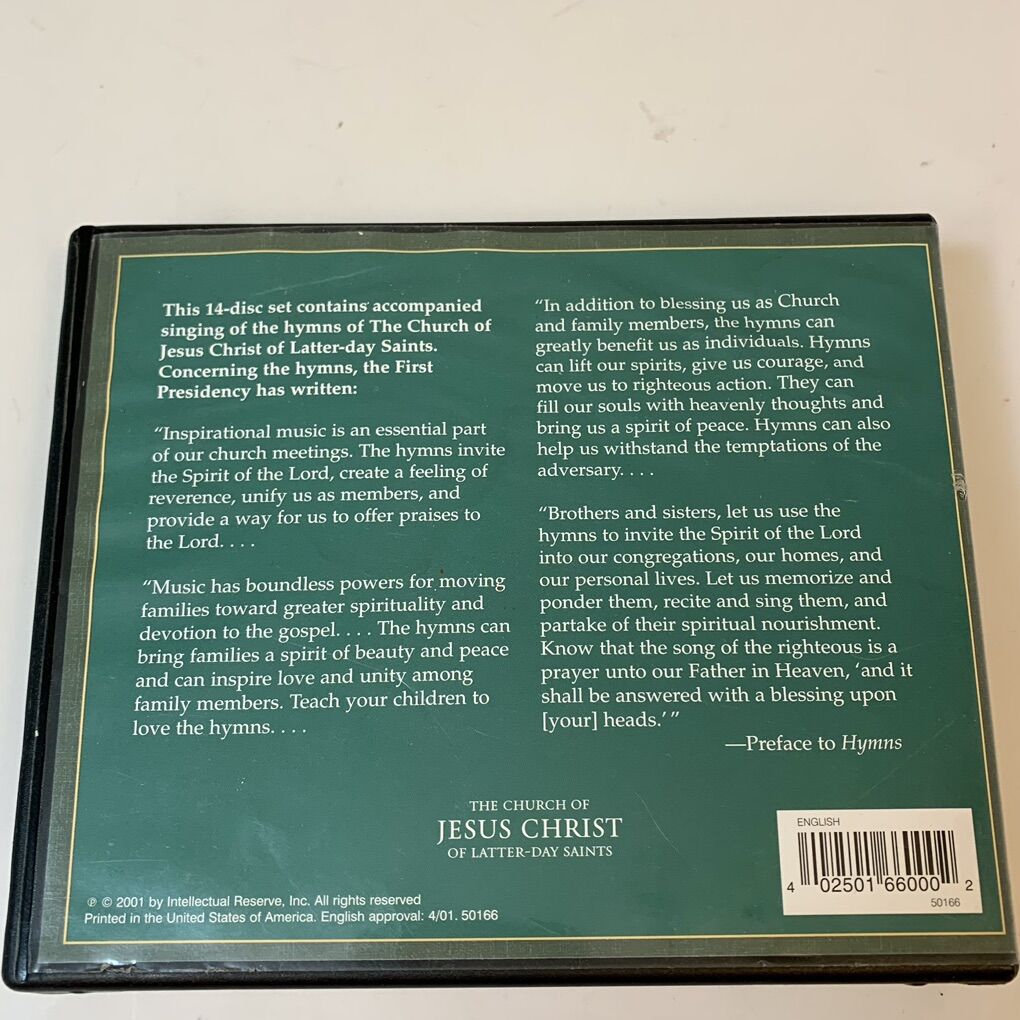 This 14-disc set contains accompanied
singing of the hymns of The Church of
Jesus Christ of Latter-day Saints.
Concerning the hymns, the First
Presidency has written:
“Inspirational music is an essential part
of our church meetings. The hymns invite
the Spirit of the Lord, create a feeling of
reverence, unify us as members, and
provide a way for us to offer praises to
the Lord. . . .
“Music has boundless powers for moving
families toward greater spirituality and
devotion to the gospel. . . . The hymns can
bring families a spirit of beauty and peace
and can inspire love and unity among
family members. Teach your children to
love the hymns. . . .
“In addition to blessing us as Church
and family members, the hymns can
greatly benefit us as individuals. Hymns
can lift our spirits, give us courage, and
move us to righteous action. They can
fill our souls with heavenly thoughts and
bring us a spirit of peace. Hymns can also
help us withstand the temptations of the
adversary. . . .
“Brothers and sisters, let us use the
hymns to invite the Spirit of the Lord
into our congregations, our homes, and
our personal lives. Let us memorize and
ponder them, recite and sing them, and
partake of their spiritual nourishment.
Know that the song of the righteous is a
prayer unto our Father in Heaven, ‘and it
shall be answered with a blessing upon
[your] heads.’ ”
—Preface to Hymns
THE CHURCH OF
JESUS CHRIST
OF LATTER-DAY SAINTS
℗ © 2001 by Intellectual Reserve, Inc. All rights reserved
Printed in the United States of America. English approval: 4/01. 50166
ENGLISH
4 02501 66000 2
50166